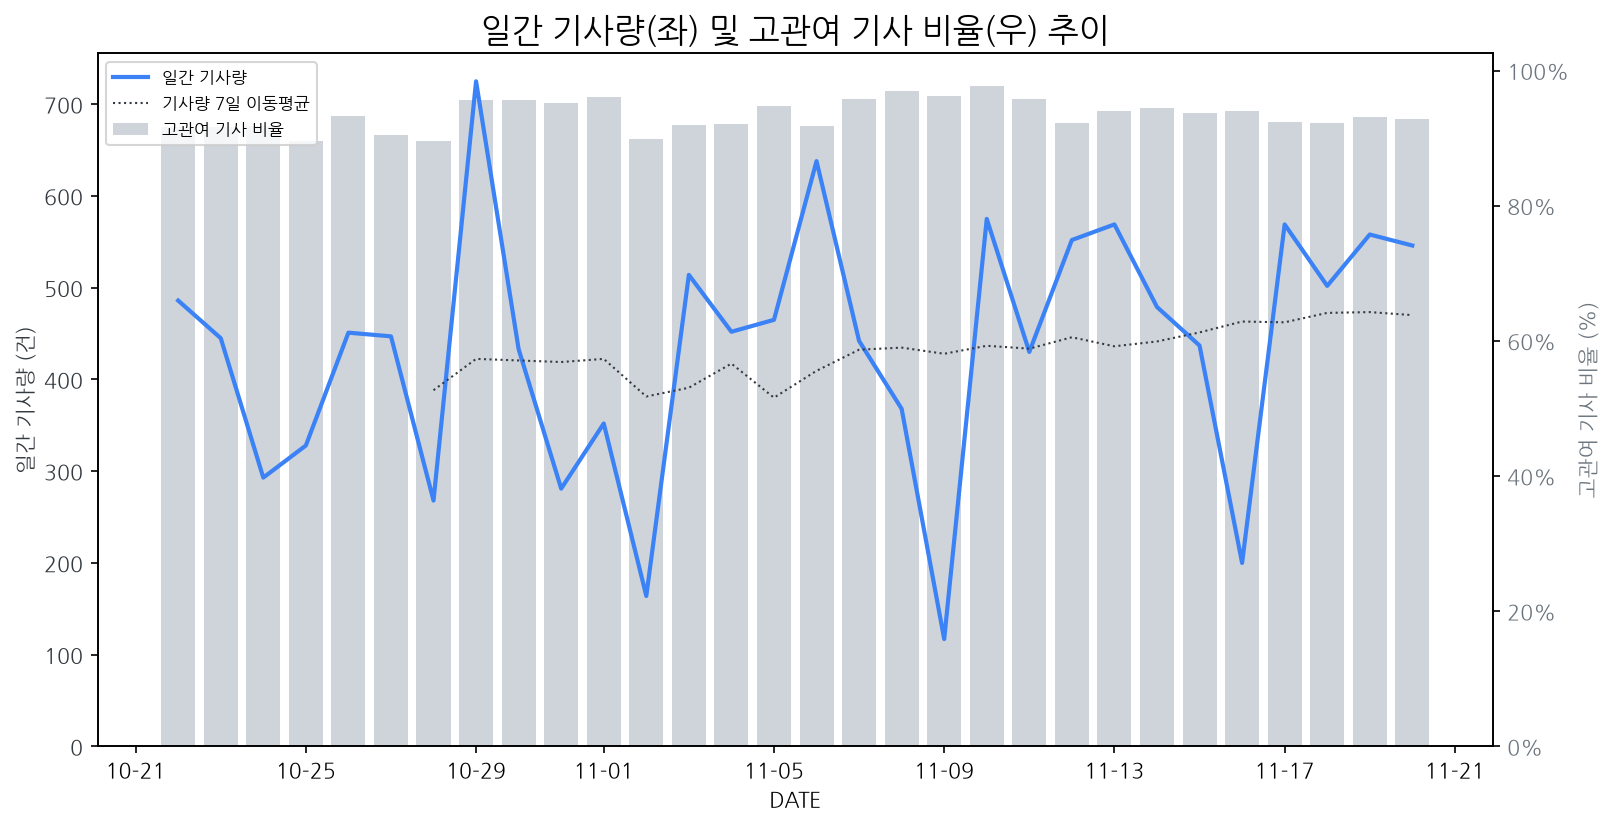 일간 기사량(좌) 및 고관여 기사 비율(우) 추이
일간 기사량
기사량 7일 이동평균
고관여 기사 비율
700
600
500
400
300
200
100
0
일간 기사량 (건)
100%
80%
60%
40%
20%
0%
고관여 기사 비율 (%)
10-21 10-25 10-29 11-01 11-05 11-09 11-13 11-17 11-21
DATE